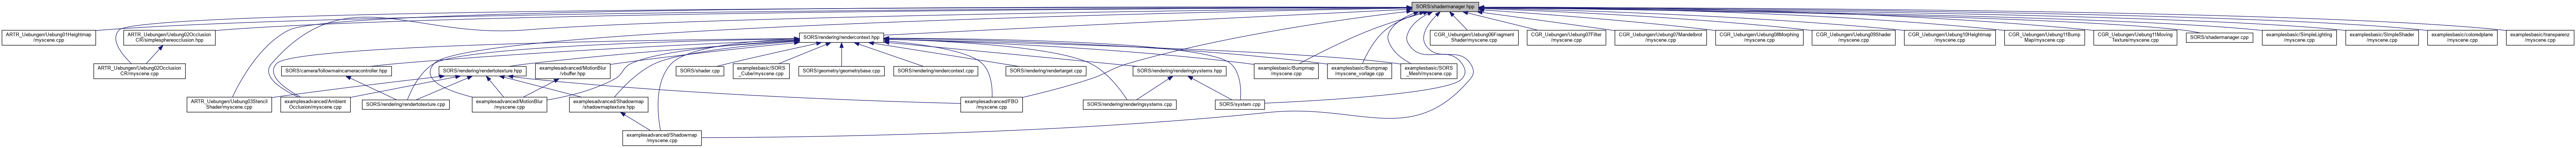 SORS/shadermanager.hpp
ARTR_Uebungen/Uebung01Heightmap
/myscene.cpp
ARTR_Uebungen/Uebung02Occlusion
CR/simplesphereocclusion.hpp
SORS/rendering/rendercontext.hpp
CGR_Uebungen/Uebung06Fragment
Shader/myscene.cpp
CGR_Uebungen/Uebung07Filter
/myscene.cpp
CGR_Uebungen/Uebung07Mandelbrot
/myscene.cpp
CGR_Uebungen/Uebung08Morphing
/myscene.cpp
CGR_Uebungen/Uebung09Shader
/myscene.cpp
CGR_Uebungen/Uebung10Heightmap
/myscene.cpp
CGR_Uebungen/Uebung11Bump
Map/myscene.cpp
CGR_Uebungen/Uebung11Moving
Texture/myscene.cpp
SORS/shadermanager.cpp
examplesbasic/SimpleLighting
/myscene.cpp
examplesbasic/SimpleShader
/myscene.cpp
examplesbasic/coloredplane
/myscene.cpp
examplesbasic/transparenz
/myscene.cpp
ARTR_Uebungen/Uebung02Occlusion
CR/myscene.cpp
SORS/camera/followmaincameracontroller.hpp
SORS/rendering/rendertotexture.hpp
examplesadvanced/MotionBlur
/vbuffer.hpp
SORS/shader.cpp
examplesbasic/SORS
_Cube/myscene.cpp
SORS/geometry/geometrybase.cpp
SORS/rendering/rendercontext.cpp
SORS/rendering/rendertarget.cpp
SORS/rendering/renderingsystems.hpp
examplesbasic/Bumpmap
/myscene.cpp
examplesbasic/Bumpmap
/myscene_vorlage.cpp
examplesbasic/SORS
_Mesh/myscene.cpp
ARTR_Uebungen/Uebung03Stencil
Shader/myscene.cpp
examplesadvanced/Ambient
Occlusion/myscene.cpp
SORS/rendering/rendertotexture.cpp
examplesadvanced/MotionBlur
/myscene.cpp
examplesadvanced/Shadowmap
/shadowmaptexture.hpp
examplesadvanced/FBO
/myscene.cpp
SORS/rendering/renderingsystems.cpp
SORS/system.cpp
examplesadvanced/Shadowmap
/myscene.cpp